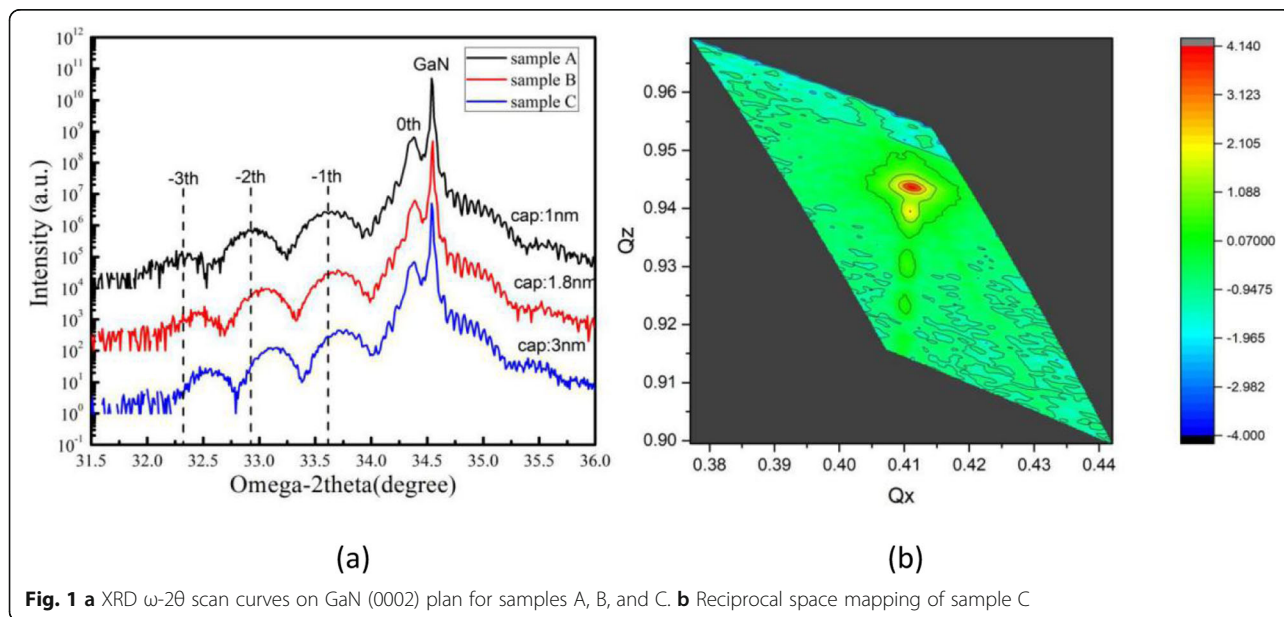 10^12
10^11
10^10
10^9
10^8
10^7
10^6
10^5
10^4
10^3
10^2
10^1
10^0
10^-1
Intensity (a.u.)
sample A
sample B
sample C
GaN
0th
-3th
-2th
-1th
cap:1nm
cap:1.8nm
cap:3nm
31.5 32.0 32.5 33.0 33.5 34.0 34.5 35.0 35.5 36.0
Omega-2theta(degree)
(a)
0.96
0.95
0.94
0.93
0.92
0.91
0.90
Qz
0.38 0.39 0.40 0.41 0.42 0.43 0.44
Qx
4.140
3.123
2.105
1.088
0.07000
-0.9475
-1.965
-2.982
-4.000
(b)
Fig. 1 a XRD ω-2θ scan curves on GaN (0002) plan for samples A, B, and C. b Reciprocal space mapping of sample C